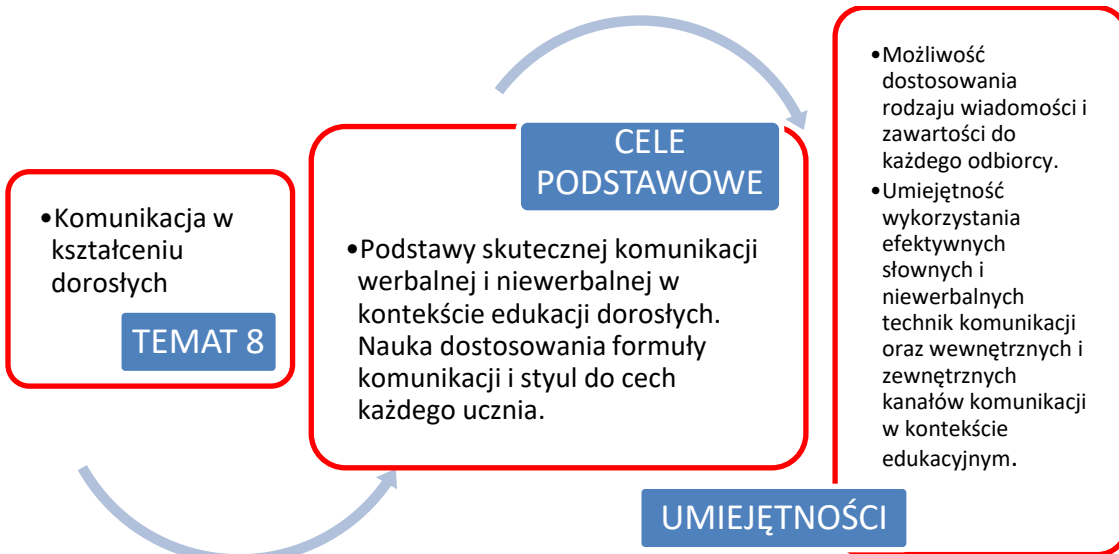 •Komunikacja w
kształceniu
dorosłych
TEMAT 8
CELE
PODSTAWOWE
•Podstawy skutecznej komunikacji
werbalnej i niewerbalnej w
kontekście edukacji dorosłych.
Nauka dostosowania formuły
komunikacji i styul do cech
każdego ucznia.
•Możliwość
dostosowania
rodzaju wiadomości i
zawartości do
każdego odbiorcy.
•Umiejętność
wykorzystania
efektywnych
słownych i
niewerbalnych
technik komunikacji
oraz wewnętrznych i
zewnętrznych
kanałów komunikacji
w kontekście
edukacyjnym.
UMIEJĘTNOŚCI